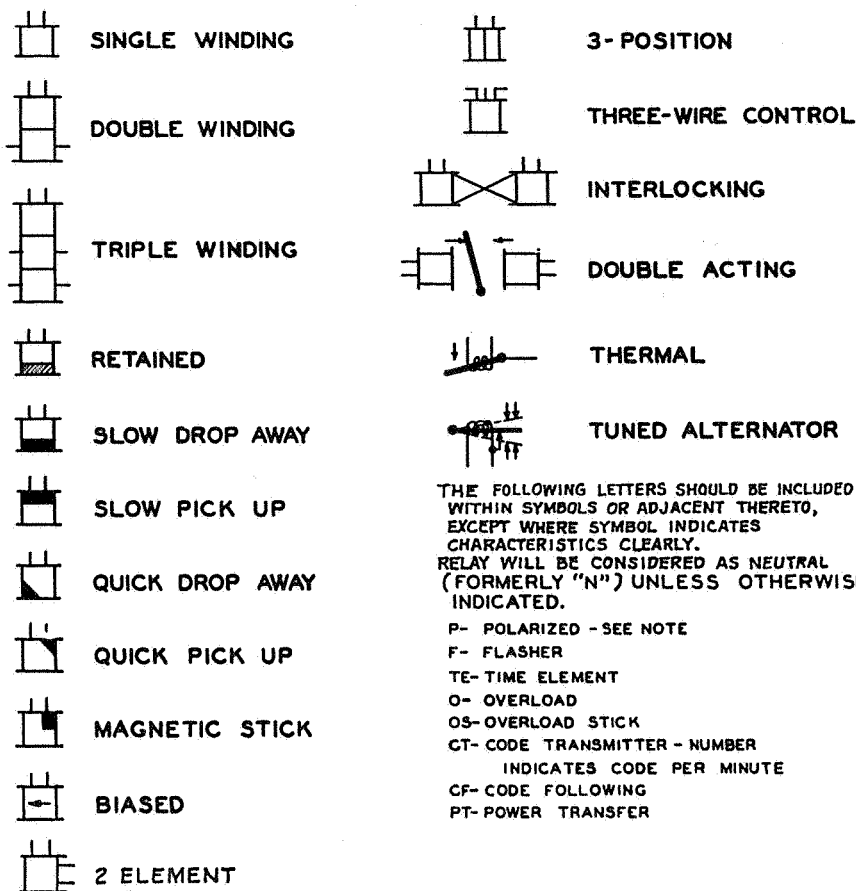 SINGLE WINDING
DOUBLE WINDING
TRIPLE WINDING
RETAINED
SLOW DROP AWAY
SLOW PICK UP
QUICK DROP AWAY
QUICK PICK UP
MAGNETIC STICK
BIASED
2 ELEMENT
3-POSITION
THREE-WIRE CONTROL
INTERLOCKING
DOUBLE ACTING
THERMAL
TUNED ALTERNATOR
THE FOLLOWING LETTERS SHOULD BE INCLUDED
WITHIN SYMBOLS OR ADJACENT THERETO,
EXCEPT WHERE SYMBOL INDICATES
CHARACTERISTICS CLEARLY.
RELAY WILL BE CONSIDERED AS NEUTRAL
(FORMERLY "N") UNLESS OTHERWIS
INDICATED.
P- POLARIZED - SEE NOTE
F- FLASHER
TE- TIME ELEMENT
O- OVERLOAD
OS- OVERLOAD STICK
CT- CODE TRANSMITTER - NUMBER
INDICATES CODE PER MINUTE
CF- CODE FOLLOWING
PT- POWER TRANSFER